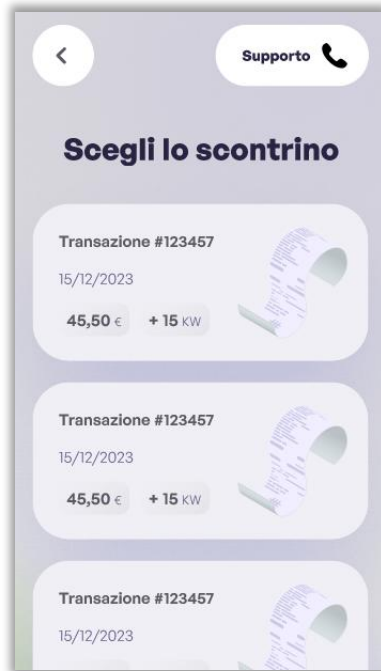 Supporto
Scegli lo scontrino
Transazione #123457
15/12/2023
45,50 €
+ 15 KW
Transazione #123457
15/12/2023
45,50 €
+ 15 KW
Transazione #123457
15/12/2023